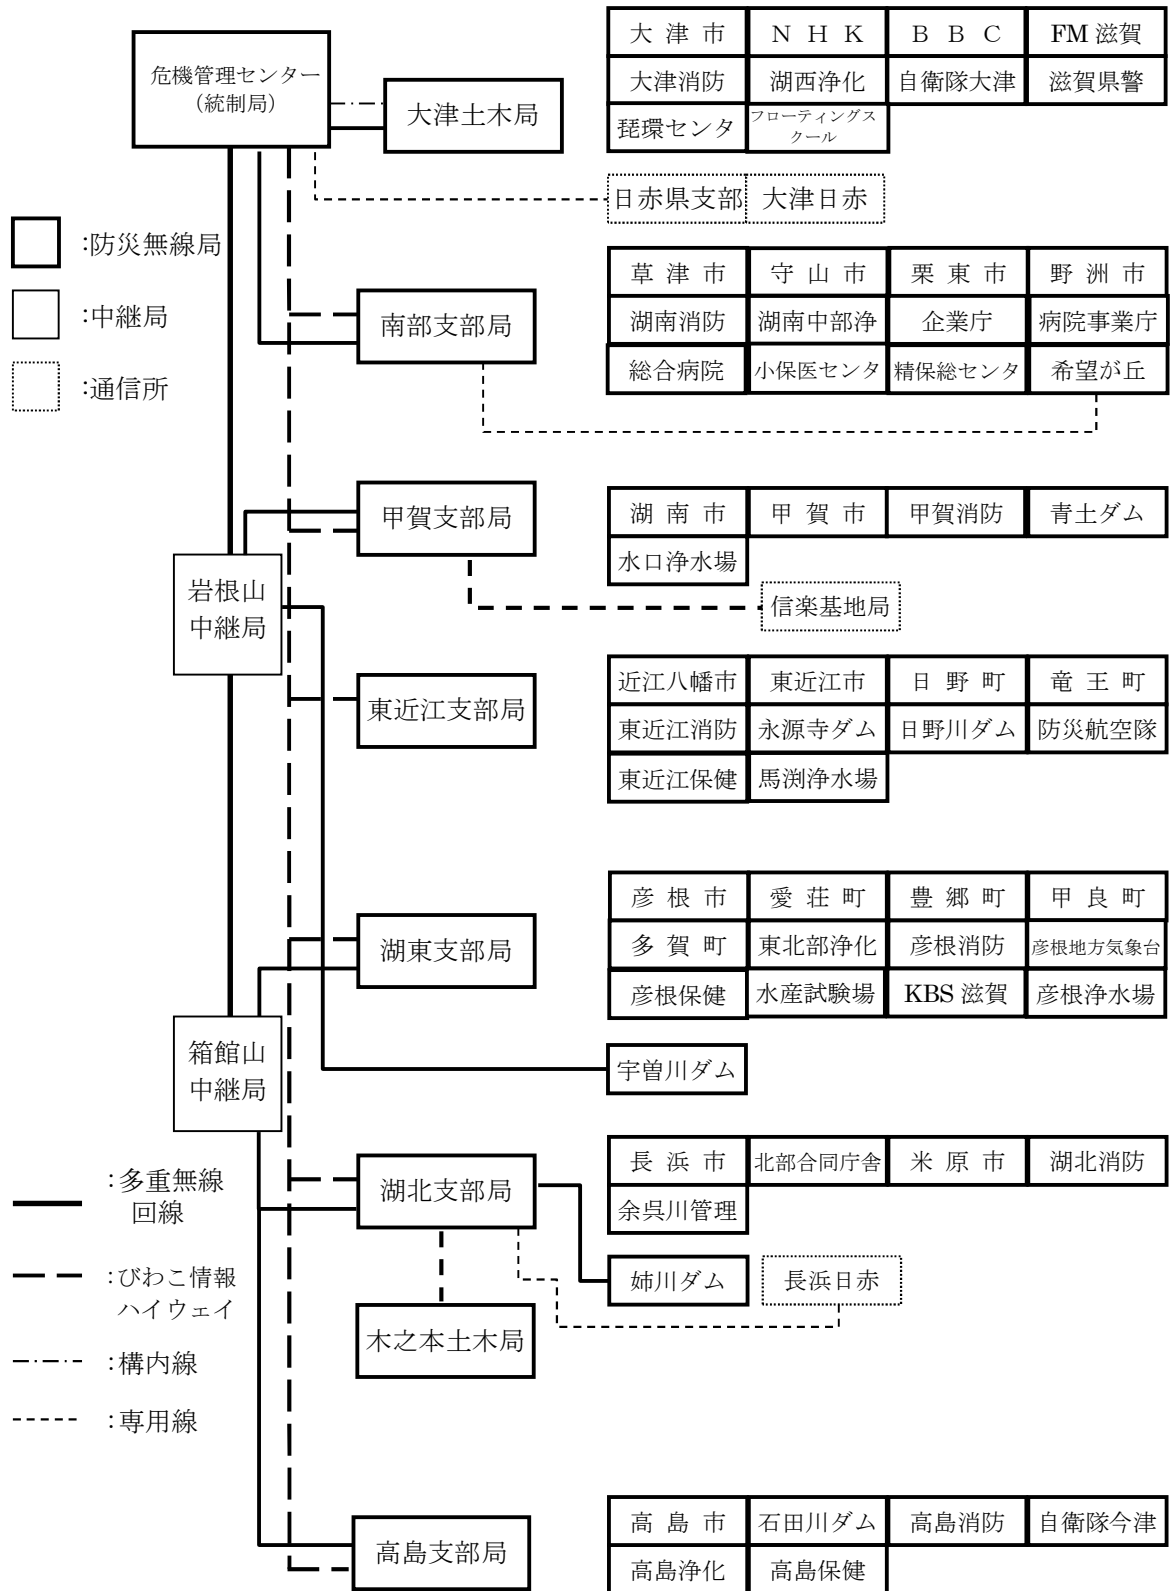 危機管理センター
（統制局）
大津土木局
大 津 市 Ｎ Ｈ Ｋ Ｂ Ｂ Ｃ FM 滋賀
大津消防 湖西浄化 自衛隊大津 滋賀県警
琵環センタ フローティングス
クール
日赤県支部 大津日赤
:防災無線局
:中継局
:通信所
南部支部局
草 津 市 守 山 市 栗 東 市 野 洲 市
湖南消防 湖南中部浄 企業庁 病院事業庁
総合病院 小保医センタ 精保総センタ 希望が丘
甲賀支部局
湖 南 市 甲 賀 市 甲賀消防 青土ダム
水口浄水場
信楽基地局
岩根山
中継局
東近江支部局
近江八幡市 東近江市 日 野 町 竜 王 町
東近江消防 永源寺ダム 日野川ダム 防災航空隊
東近江保健 馬渕浄水場
湖東支部局
彦 根 市 愛 荘 町 豊 郷 町 甲 良 町
多 賀 町 東北部浄化 彦根消防 彦根地方気象台
彦根保健 水産試験場 KBS 滋賀 彦根浄水場
箱館山
中継局
宇曽川ダム
湖北支部局
長 浜 市 北部合同庁舎 米 原 市 湖北消防
余呉川管理
姉川ダム 長浜日赤
木之本土木局
:多重無線
回線
:びわこ情報
ハイウェイ
:構内線
:専用線
高島支部局
高 島 市 石田川ダム 高島消防 自衛隊今津
高島浄化 高島保健